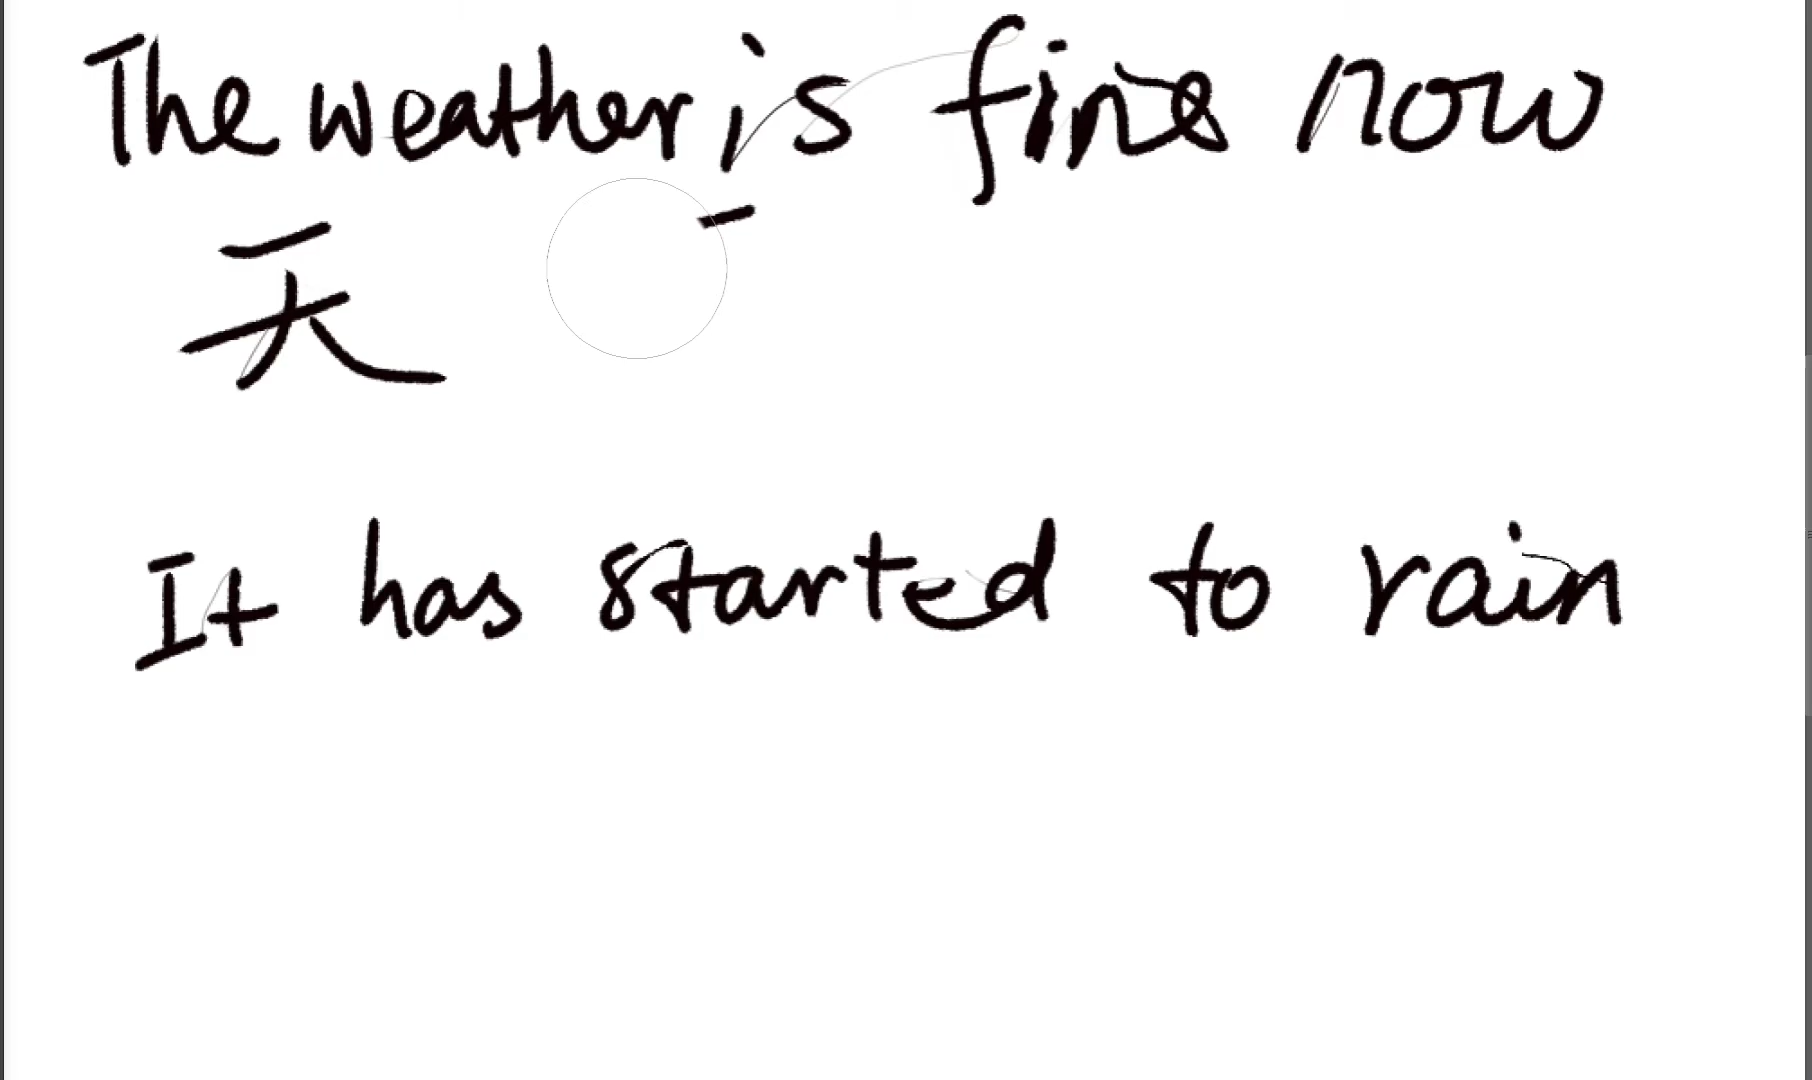 The weather is fine now
天
It has started to rain